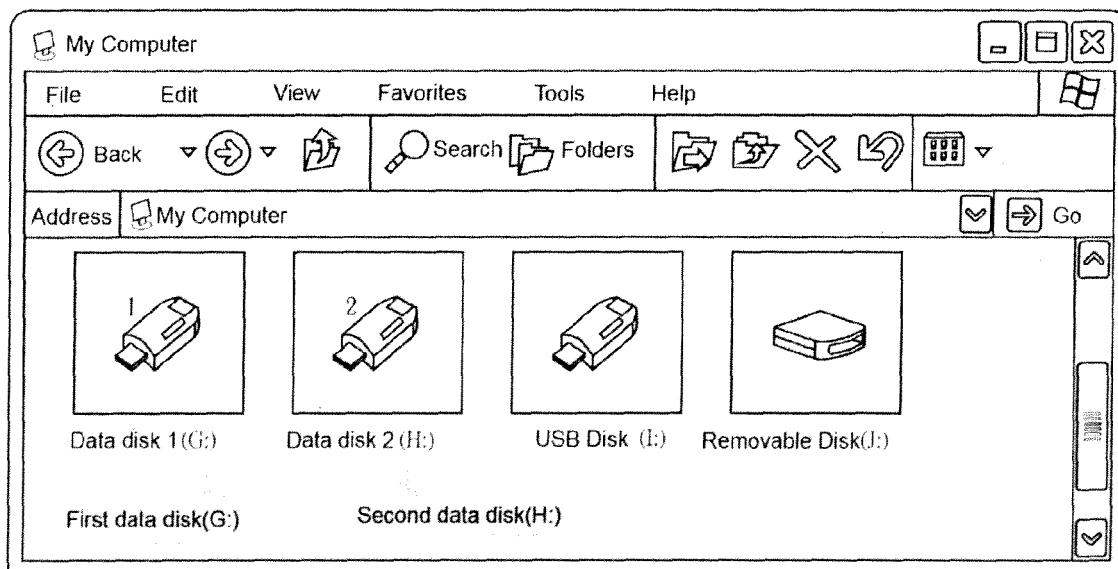 My Computer
File Edit View Favorites Tools Help
Back Search Folders
Address My Computer Go
1 2
Data disk 1(G:) Data disk 2 (H:) USB Disk (I:) Removable Disk(J:)
First data disk(G:) Second data disk(H:)